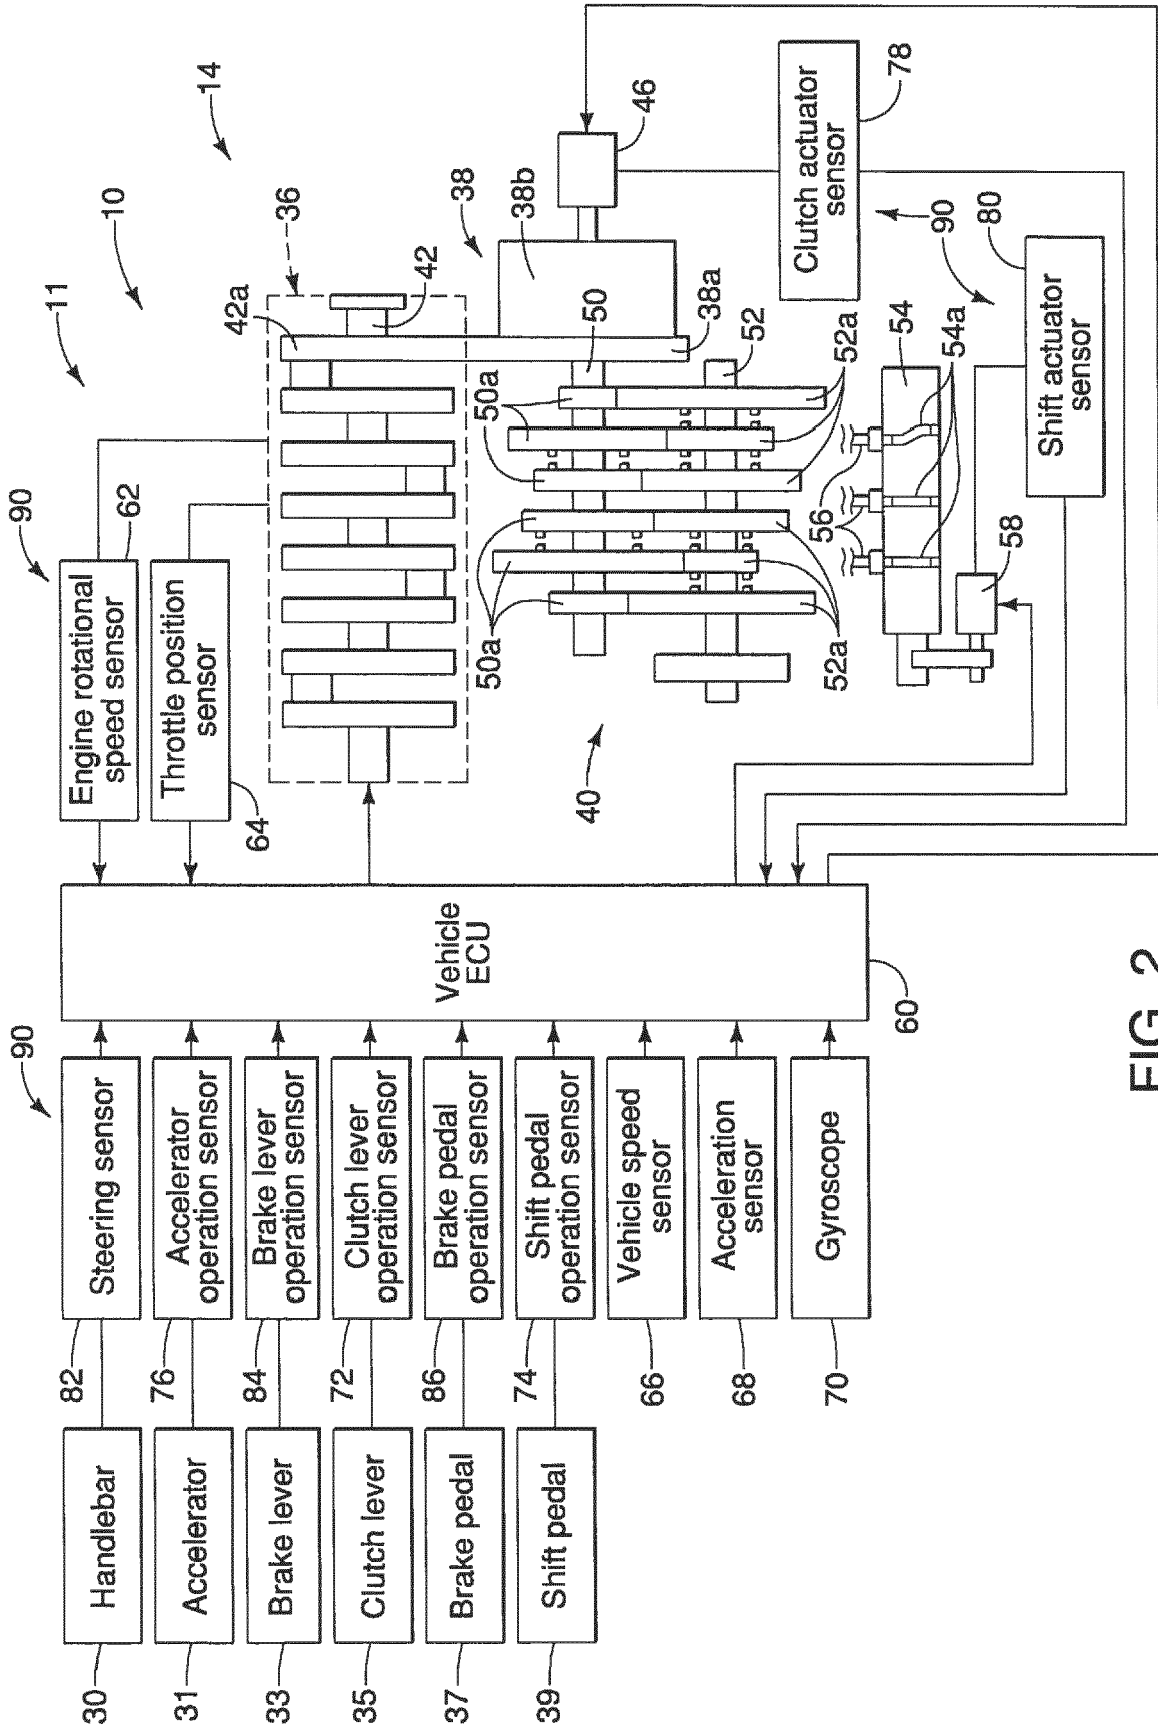 30
Handlebar
82
Steering sensor
90
31
Accelerator
76
Accelerator
operation sensor
33
Brake lever
84
Brake lever
operation sensor
35
Clutch lever
72
Clutch lever
operation sensor
37
Brake pedal
86
Brake pedal
operation sensor
39
Shift pedal
74
Shift pedal
operation sensor
66
Vehicle speed
sensor
68
Acceleration
sensor
70
Gyroscope
Vehicle
ECU
60
90
Engine rotational
speed sensor
62
Throttle position
sensor
64
11
10
14
36
42a
42
38
38b
38a
46
50
52
50a
50a
50a
52a
52a
40
54
54a
56
58
Clutch actuator
sensor
78
90
Shift actuator
sensor
80
FIG. 2